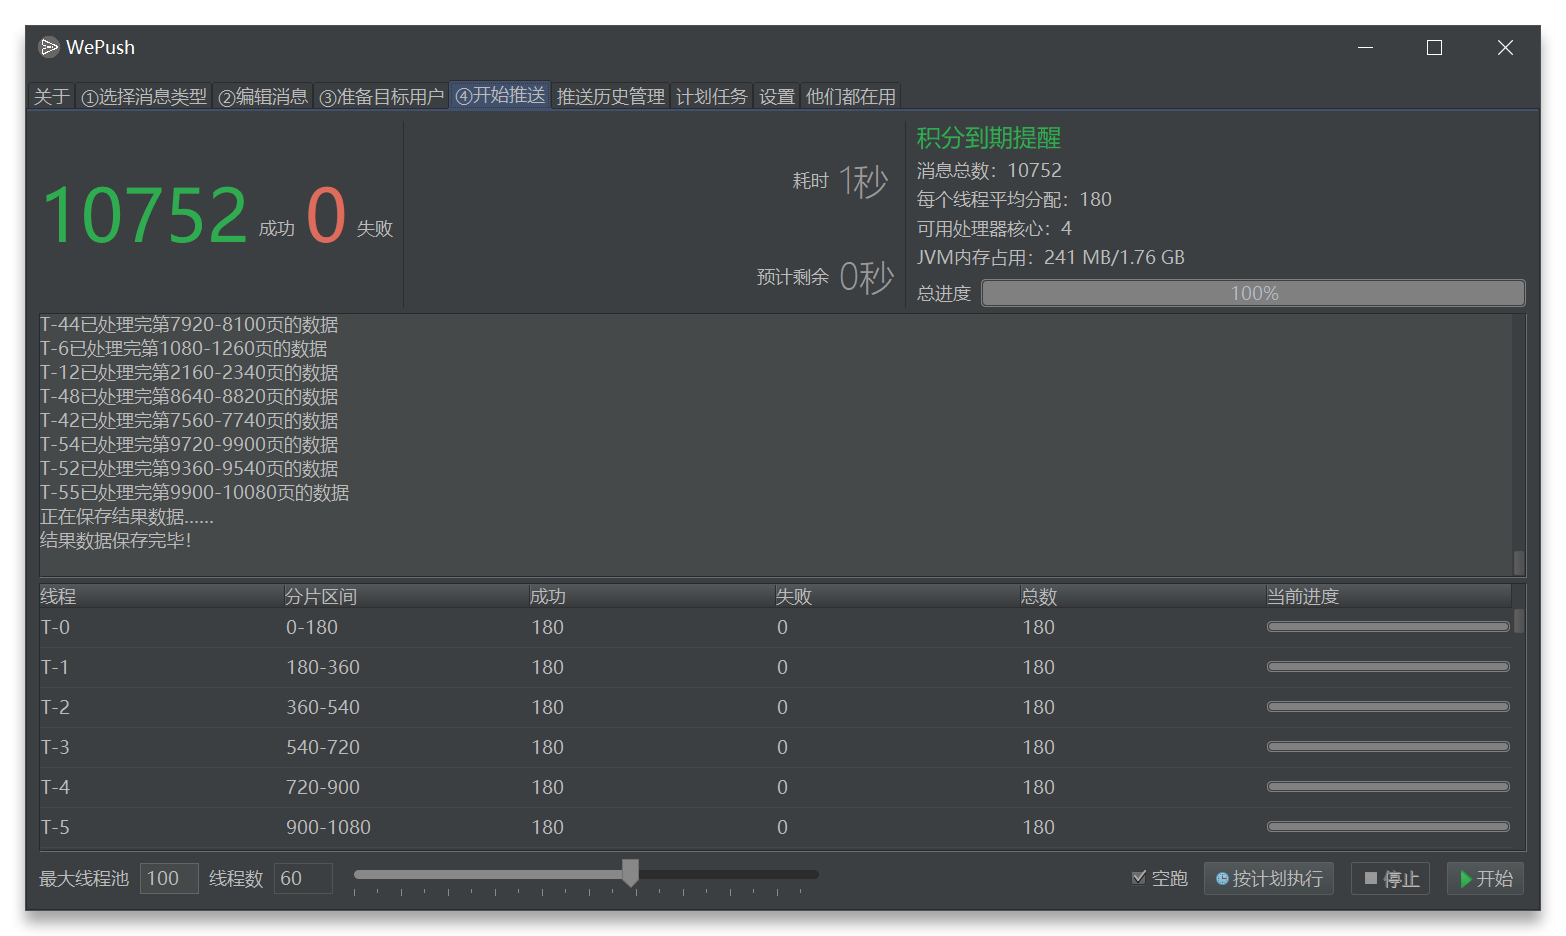 WePush
关于 ①选择消息类型 ②编辑消息 ③准备目标用户 ④开始推送 推送历史管理 计划任务 设置 他们都在用
10752 成功 0 失败
耗时 1秒
预计剩余 0秒
积分到期提醒
消息总数：10752
每个线程平均分配：180
可用处理器核心：4
JVM内存占用：241 MB/1.76 GB
总进度 100%
T-44已处理完第7920-8100页的数据
T-6已处理完第1080-1260页的数据
T-12已处理完第2160-2340页的数据
T-48已处理完第8640-8820页的数据
T-42已处理完第7560-7740页的数据
T-54已处理完第9720-9900页的数据
T-52已处理完第9360-9540页的数据
T-55已处理完第9900-10080页的数据
正在保存结果数据......
结果数据保存完毕！
线程 分片区间 成功 失败 总数 当前进度
T-0 0-180 180 0 180
T-1 180-360 180 0 180
T-2 360-540 180 0 180
T-3 540-720 180 0 180
T-4 720-900 180 0 180
T-5 900-1080 180 0 180
最大线程池 100 线程数 60 空跑 按计划执行 停止 开始